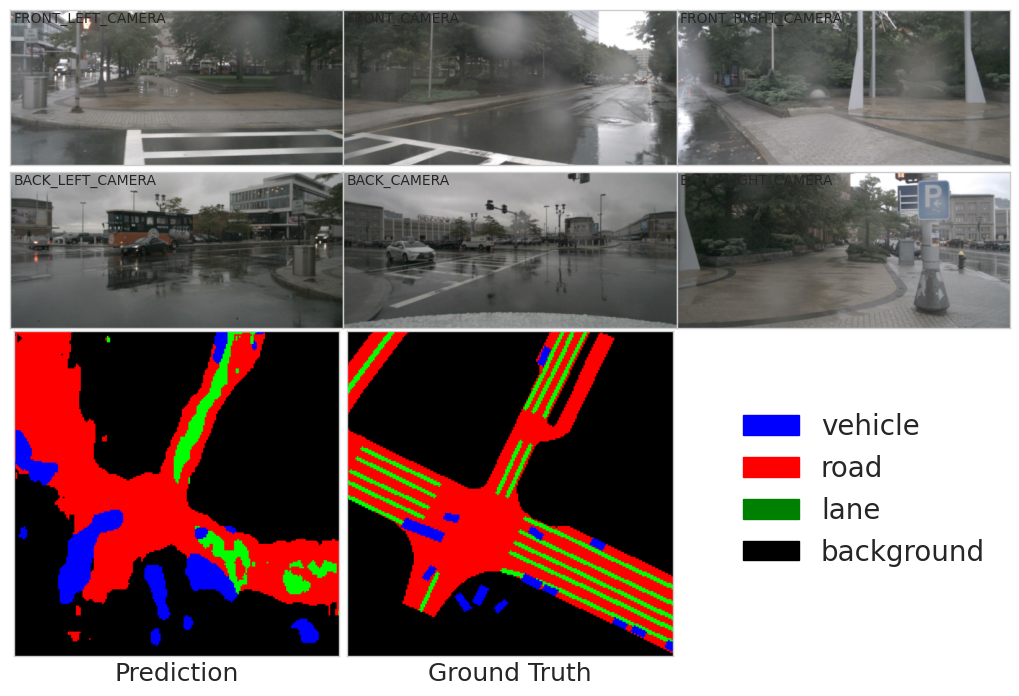 FRONT_LEFT_CAMERA
FRONT_CAMERA
FRONT_RIGHT_CAMERA
BACK_LEFT_CAMERA
BACK_CAMERA
BACK_RIGHT_CAMERA
P
vehicle
road
lane
background
Prediction
Ground Truth